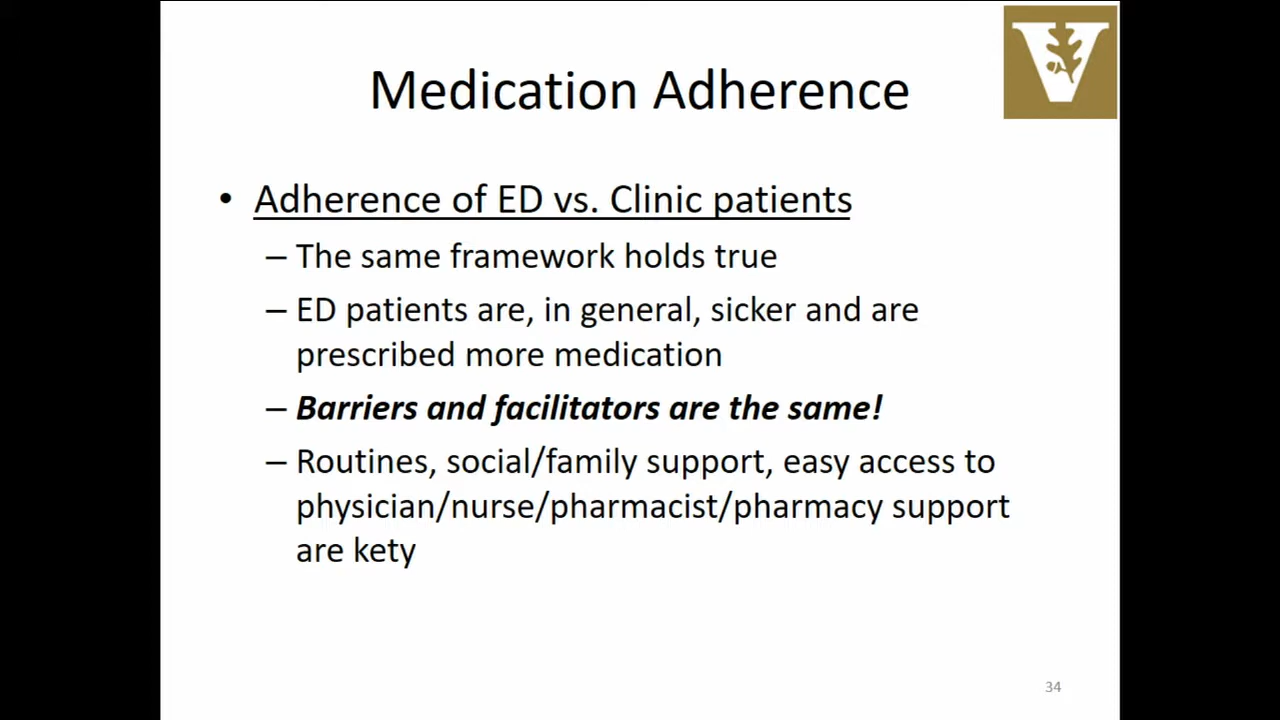 Medication Adherence
• Adherence of ED vs. Clinic patients
– The same framework holds true
– ED patients are, in general, sicker and are
prescribed more medication
– Barriers and facilitators are the same!
– Routines, social/family support, easy access to
physician/nurse/pharmacist/pharmacy support
are kety
34